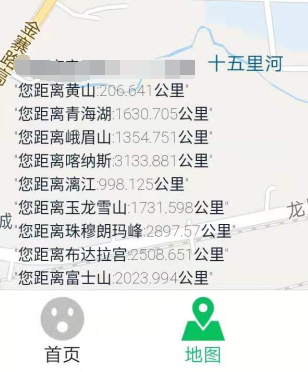 金寨路高
十五里河
"您距离黄山:206.641公里"
"您距离青海湖:1630.705公里"
"您距离峨眉山:1354.751公里"
"您距离喀纳斯:3133.881公里"
"您距离漓江:998.125公里"
"您距离玉龙雪山:1731.598公里"
龙
城
"您距离珠穆朗玛峰:2897.57公里"
"您距离布达拉宫:2508.651公里"
"您距离富士山:2023.994公里"
首页
地图